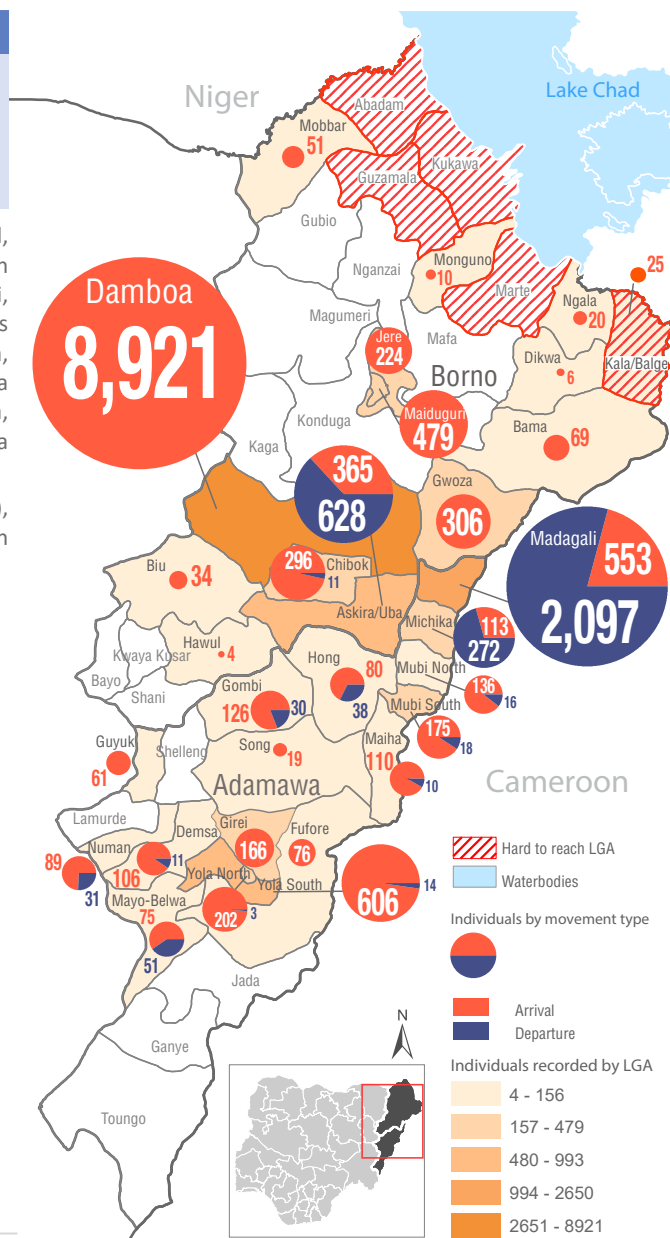 Niger
Lake Chad
Abadam
Mobbar
51
Kukawa
Guzamala
Gubio
Nganzai
Monguno
10
25
Marte
Ngala
20
Damboa
8,921
Magumeri
Mafa
Jere
224
Dikwa
6
Kala/Balge
Borno
Maiduguri
479
Konduga
Kaga
Bama
69
365
628
Gwoza
306
Madagali
553
2,097
Biu
34
296
Chibok
11
Askira/Uba
Michika
113
272
Hawul
4
Kwaya Kusar
Bayo
Shani
Hong
80
38
Mubi North
136
16
Gombi
126
30
Mubi South
175
18
Guyuk
61
Shelleng
Song
19
Maiha
110
10
Adamawa
Cameroon
Lamurde
Demsa
Girei
166
Fufore
76
Numan
89
31
106
11
Yola North
Yola South
606
14
Mayo-Belwa
75
51
202
3
Jada
Ganye
Toungo
Hard to reach LGA
Waterbodies
Individuals by movement type
Arrival
Departure
N
Individuals recorded by LGA
4 - 156
157 - 479
480 - 993
994 - 2650
2651 - 8921